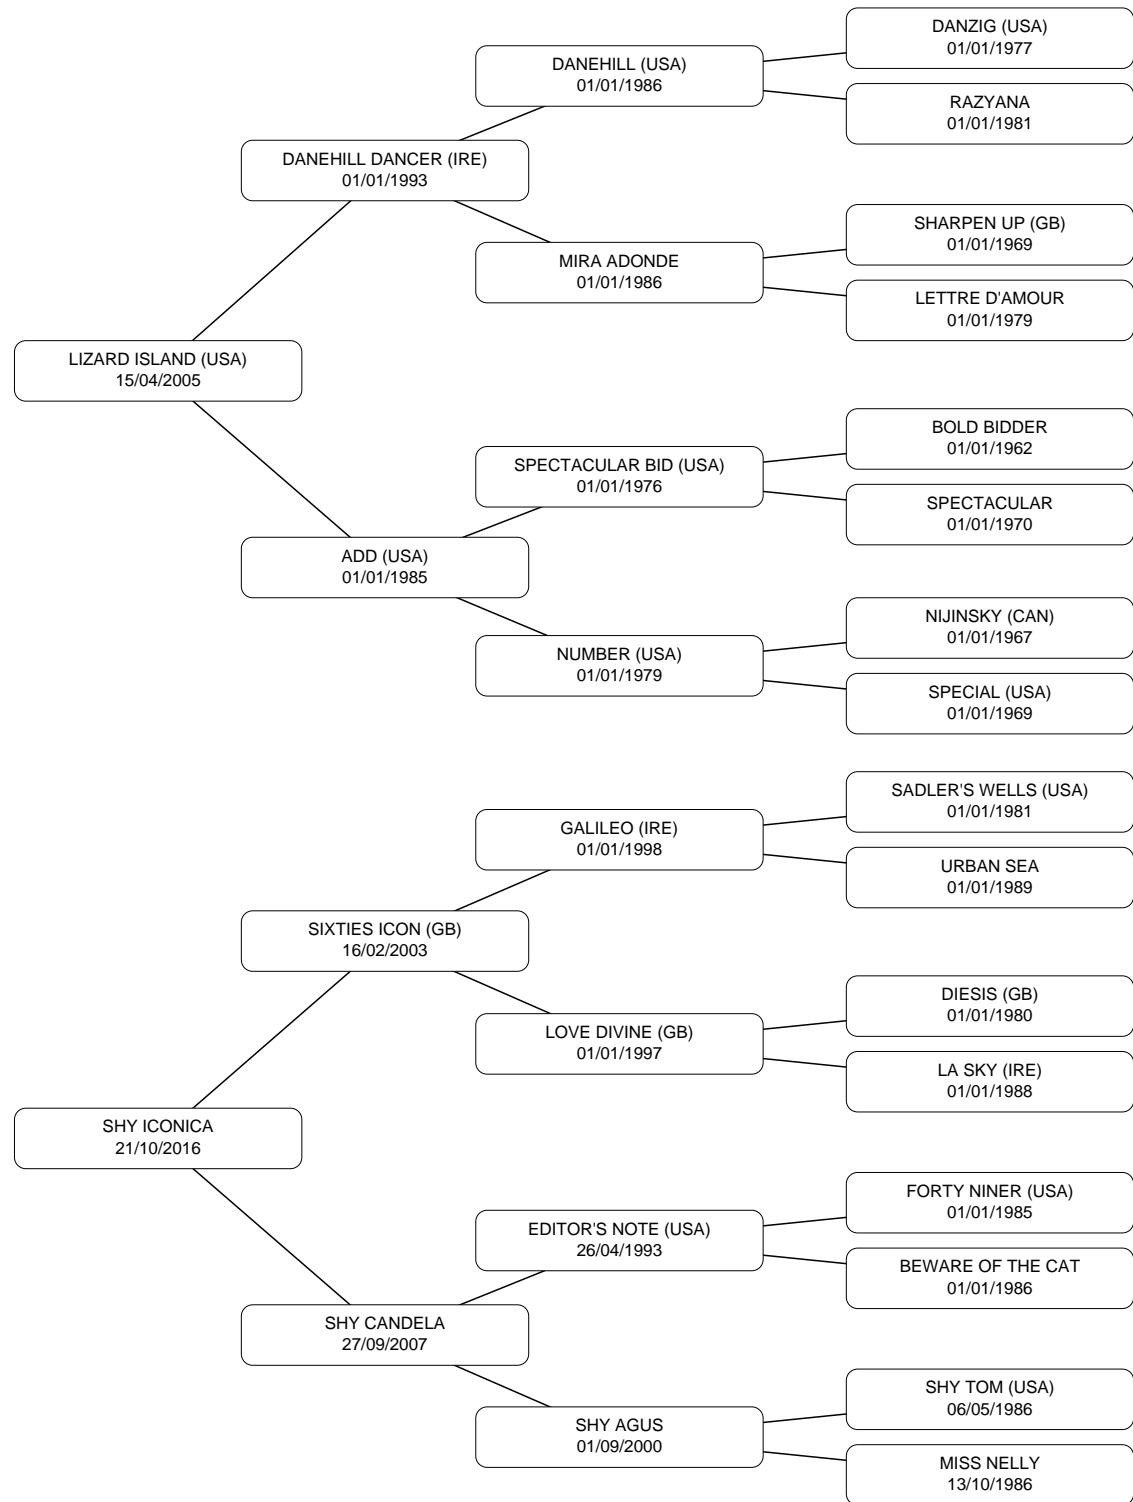 DANZIG (USA)
01/01/1977
DANEHILL (USA)
01/01/1986
RAZYANA
01/01/1981
DANEHILL DANCER (IRE)
01/01/1993
SHARPEN UP (GB)
01/01/1969
MIRA ADONDE
01/01/1986
LETTRE D'AMOUR
01/01/1979
LIZARD ISLAND (USA)
15/04/2005
BOLD BIDDER
01/01/1962
SPECTACULAR BID (USA)
01/01/1976
SPECTACULAR
01/01/1970
ADD (USA)
01/01/1985
NIJINSKY (CAN)
01/01/1967
NUMBER (USA)
01/01/1979
SPECIAL (USA)
01/01/1969
SADLER'S WELLS (USA)
01/01/1981
GALILEO (IRE)
01/01/1998
URBAN SEA
01/01/1989
SIXTIES ICON (GB)
16/02/2003
DIESIS (GB)
01/01/1980
LOVE DIVINE (GB)
01/01/1997
LA SKY (IRE)
01/01/1988
SHY ICONICA
21/10/2016
FORTY NINER (USA)
01/01/1985
EDITOR'S NOTE (USA)
26/04/1993
BEWARE OF THE CAT
01/01/1986
SHY CANDELA
27/09/2007
SHY TOM (USA)
06/05/1986
SHY AGUS
01/09/2000
MISS NELLY
13/10/1986